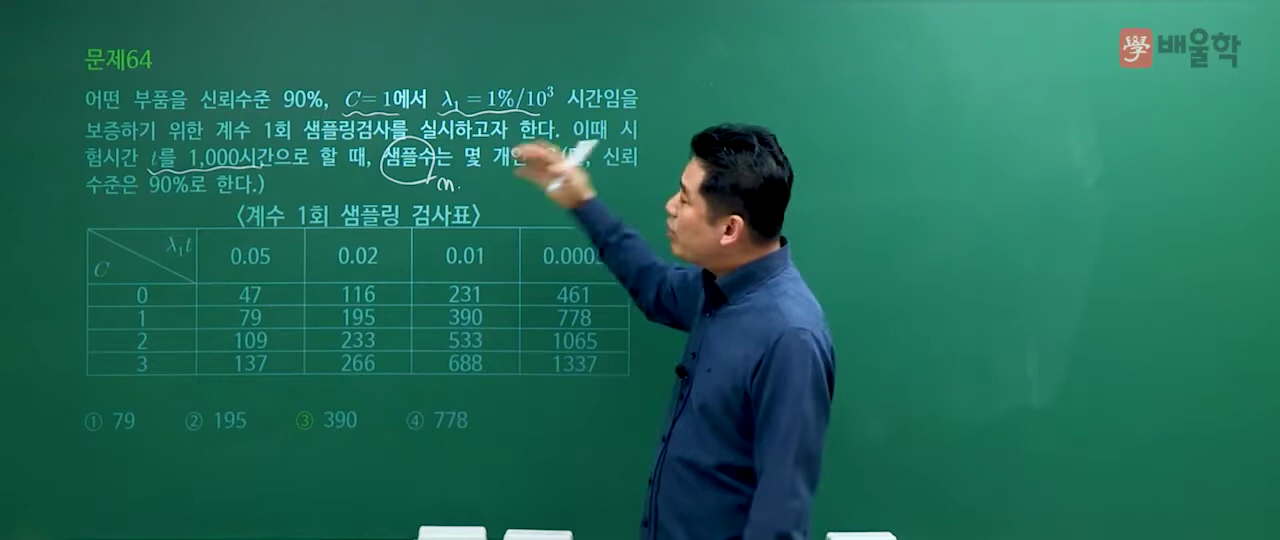 學 배울학
문제64
어떤 부품을 신뢰수준 90%, C=1에서 λ₁=1%/10³ 시간임을
보증하기 위한 계수 1회 샘플링검사를 실시하고자 한다. 이때 시
험시간 t를 1,000시간으로 할 때, 샘플수는 몇 신뢰
n.
수준은 90%로 한다.)
〈계수 1회 샘플링 검사표〉
C λ₁t 0.05 0.02 0.01
0 47 116 231 461
1 79 195 390 778
2 109 233 533 1065
3 137 266 688 1337
① 79 ② 195 ③ 390 ④ 778